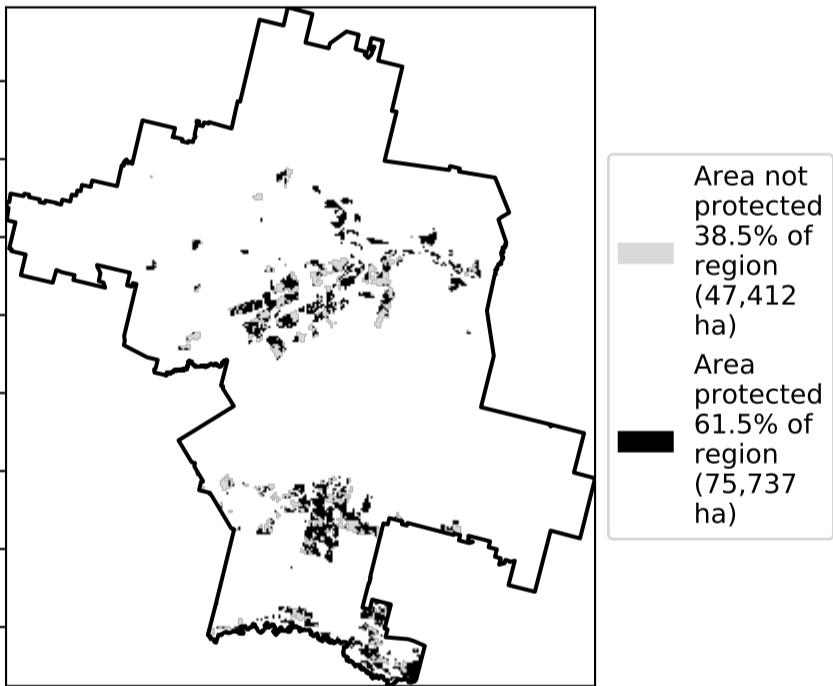 Area not
protected
38.5% of
region
(47,412
ha)
Area
protected
61.5% of
region
(75,737
ha)